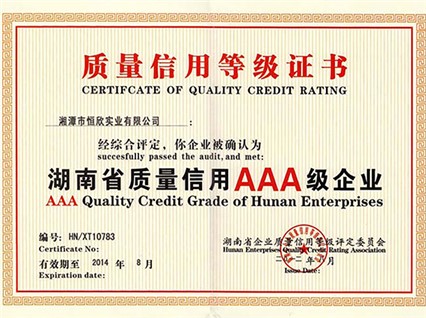 质量信用等级证书
CERTIFCATE OF QUALITY CREDIT RATING
湘潭市恒欣实业有限公司：
经综合评定，你企业被确认为
succesfully passed the audit,and met:
湖南省质量信用AAA级企业
AAA Quality Credit Grade of Hunan Enterprises
编号：HN/XT10783
Certificate No:
有效期至 2014 年 8月
Expiration date:
湖南省企业质量信用等级评定委员会
Hunan Enterprises Quality Credit Rating Association
Issue Date: